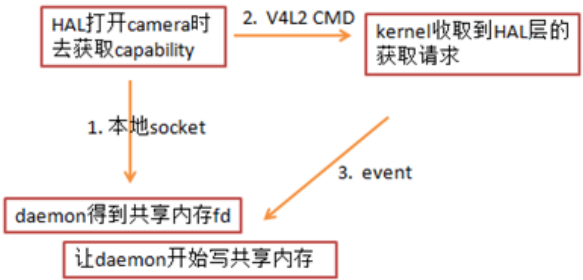 HAL打开camera时
去获取capability
2. V4L2 CMD
kernel收取到HAL层的
获取请求
1. 本地socket
3. event
daemon得到共享内存fd
让daemon开始写共享内存